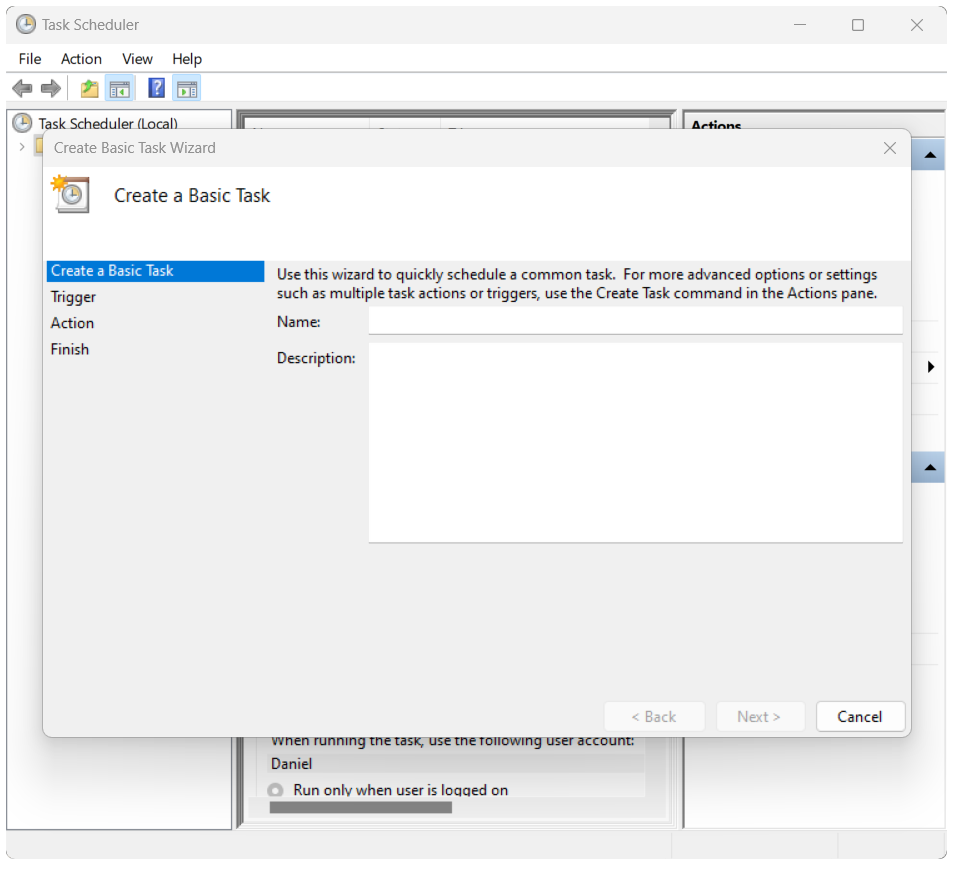 Task Scheduler
File Action View Help
Task Scheduler (Local)
Actions
Create Basic Task Wizard
Create a Basic Task
Create a Basic Task
Trigger
Action
Finish
Use this wizard to quickly schedule a common task. For more advanced options or settings
such as multiple task actions or triggers, use the Create Task command in the Actions pane.
Name:
Description:
< Back
Next >
Cancel
When running the task, use the following user account:
Daniel
Run only when user is logged on